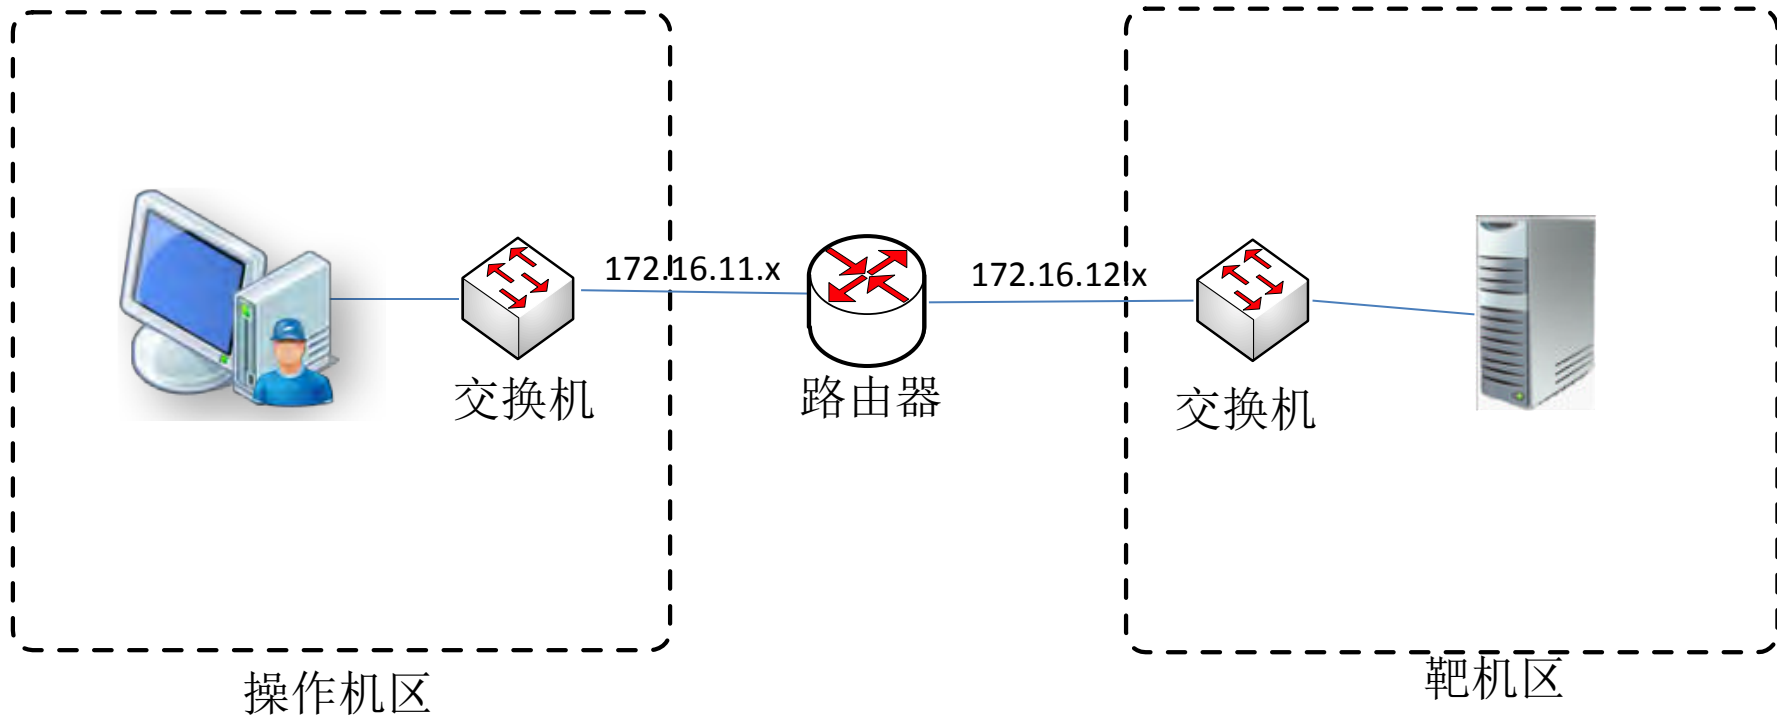 172.16.11.x
172.16.12.x
交换机
路由器
交换机
操作机区
靶机区